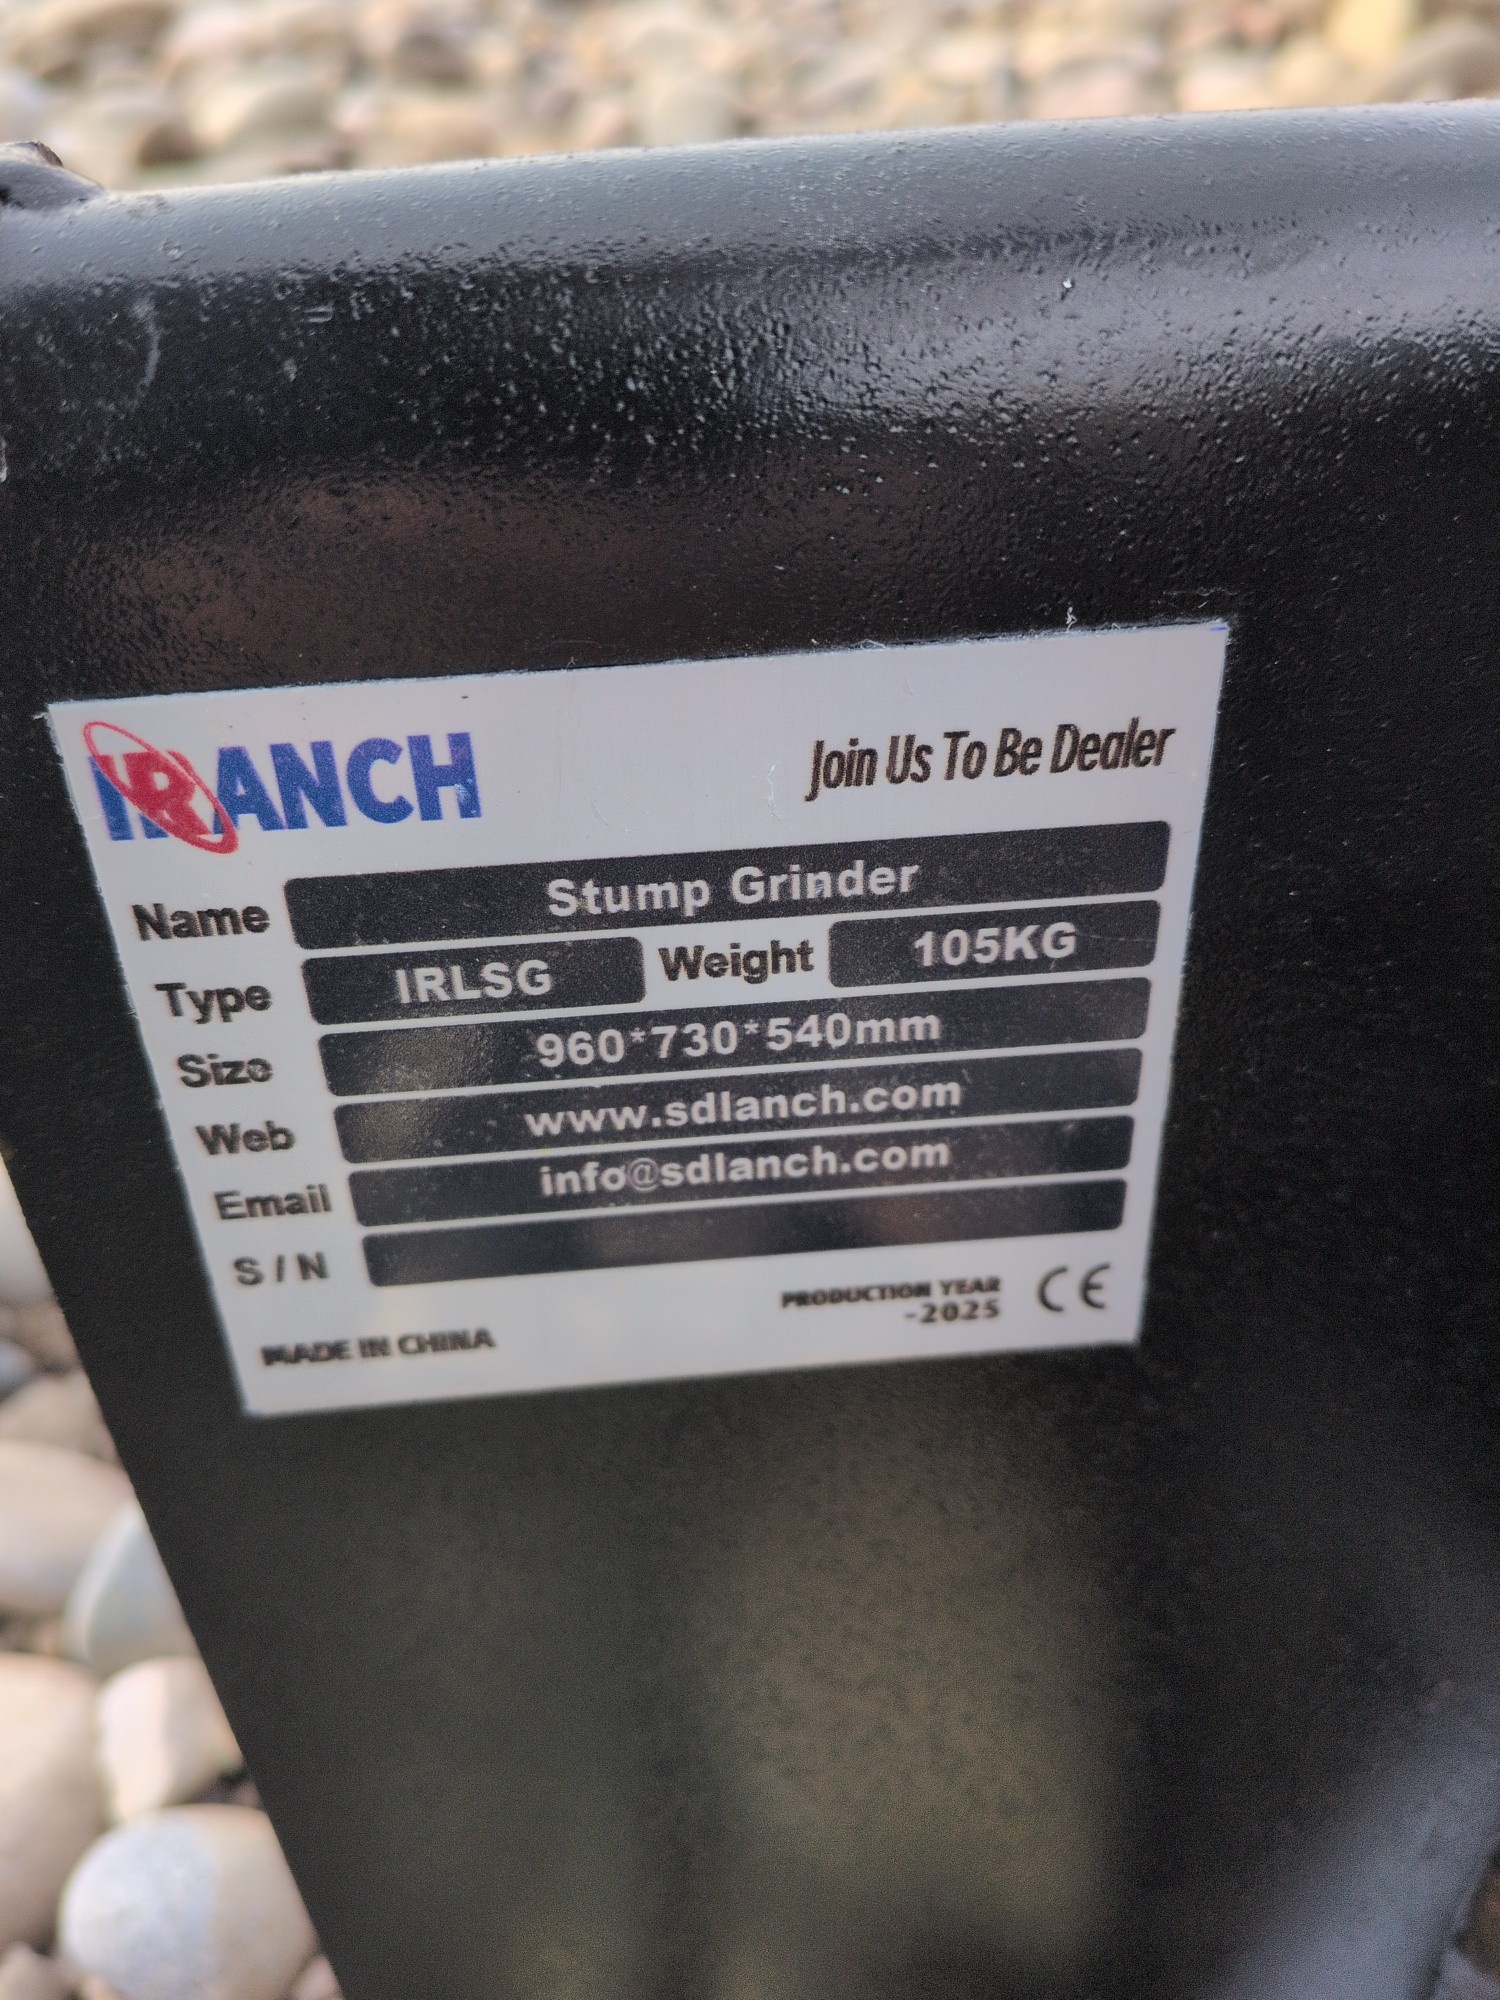 IRANCH
Join Us To Be Dealer
Name Stump Grinder
Type IRLSG Weight 105KG
Size 960*730*540mm
Web www.sdlanch.com
Email info@sdlanch.com
S / N
PRODUCTION YEAR
-2025
CE
MADE IN CHINA